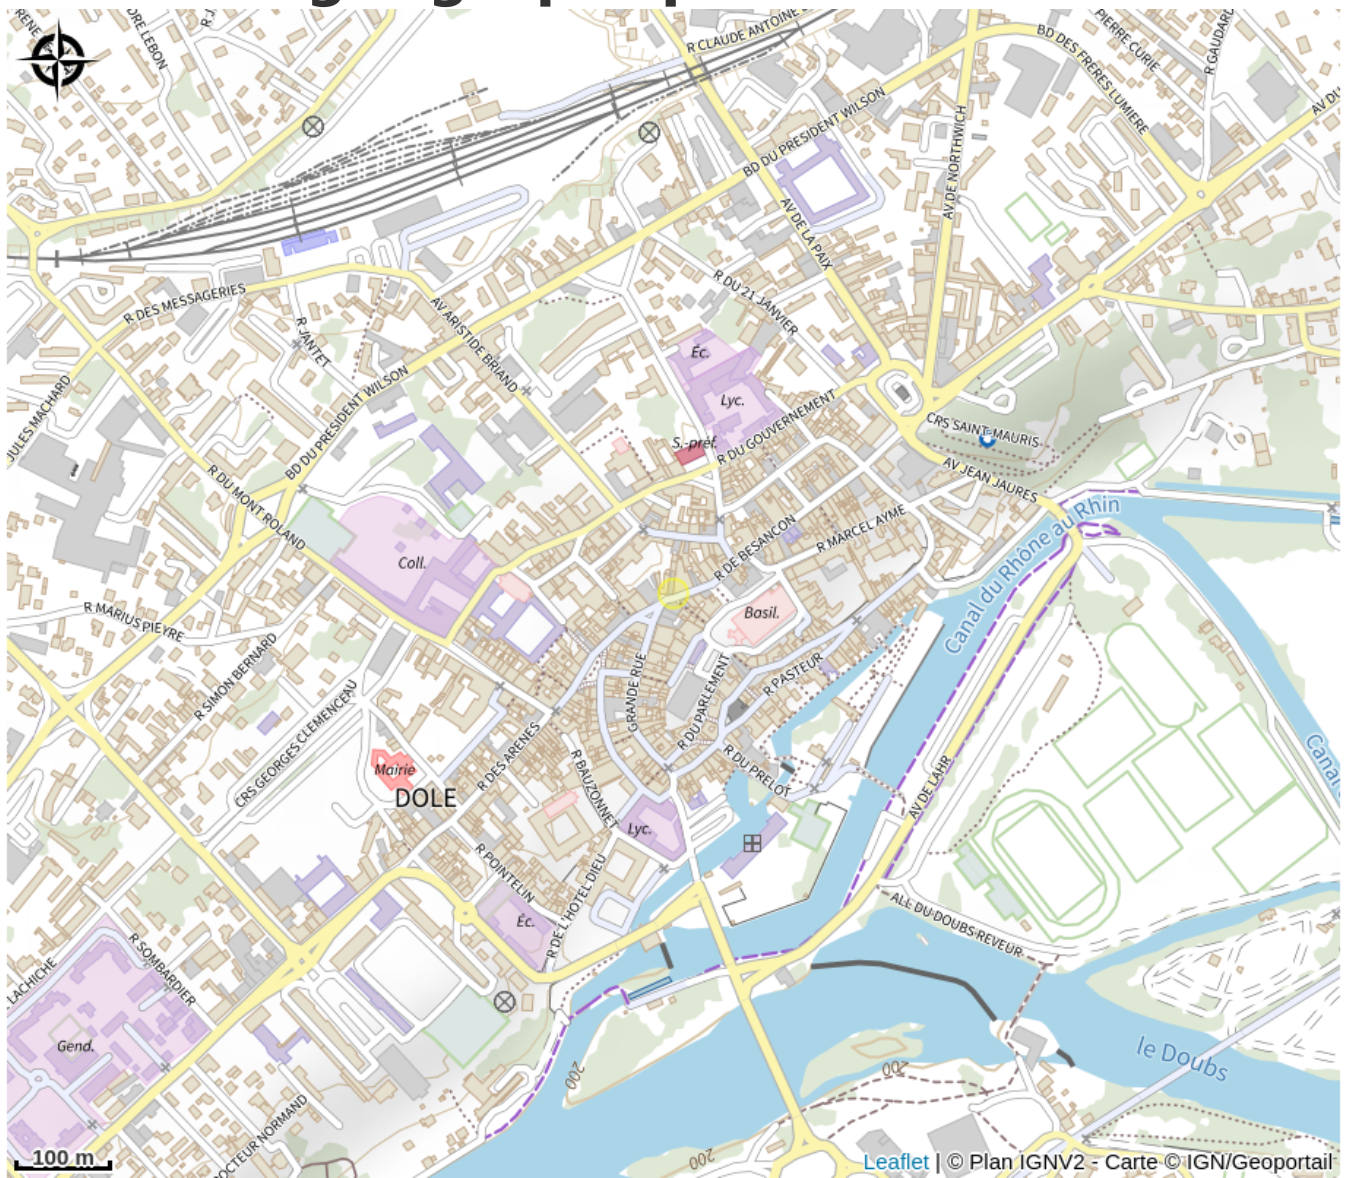 R CLAUDE ANTOINE
PIERRE CURIE
BD DES FRERES LUMIERE
R GAUDARD
DRE LEBON
BD DU PRESIDENT WILSON
AV DE NORTHWICH
AV DE LA PAIX
R DU 21 JANVIER
R DES MESSAGERIES
R JANTET
AV ARISTIDE BRIAND
Éc.
Lyc.
BD DU PRESIDENT WILSON
JULES MACHARD
S.-préf.
R DU GOUVERNEMENT
CRS SAINT-MAURIS
AV JEAN JAURES
R DU MONT ROLAND
Canal du Rhône au Rhin
R DE BESANCON
R MARCEL AYME
Coll.
Basil.
R MARIUS PIEYRE
R SIMON BERNARD
GRANDE RUE
R DU PARLEMENT
R PASTEUR
CRS GEORGES CLEMENCEAU
R DES ARENES
Mairie
DOLE
R BAUZONNET
R DU PRELOT
AV DE LAHR
Canal
Lyc.
R POINTELIN
R DE L'HOTEL DIEU
Éc.
ALL DU DOUBS REVEUR
R SOMBARDIER
LACHICHE
Gend.
le Doubs
200
200
200
DOCTEUR NORMAND
100 m
Leaflet | © Plan IGNV2 - Carte © IGN/Geoportail